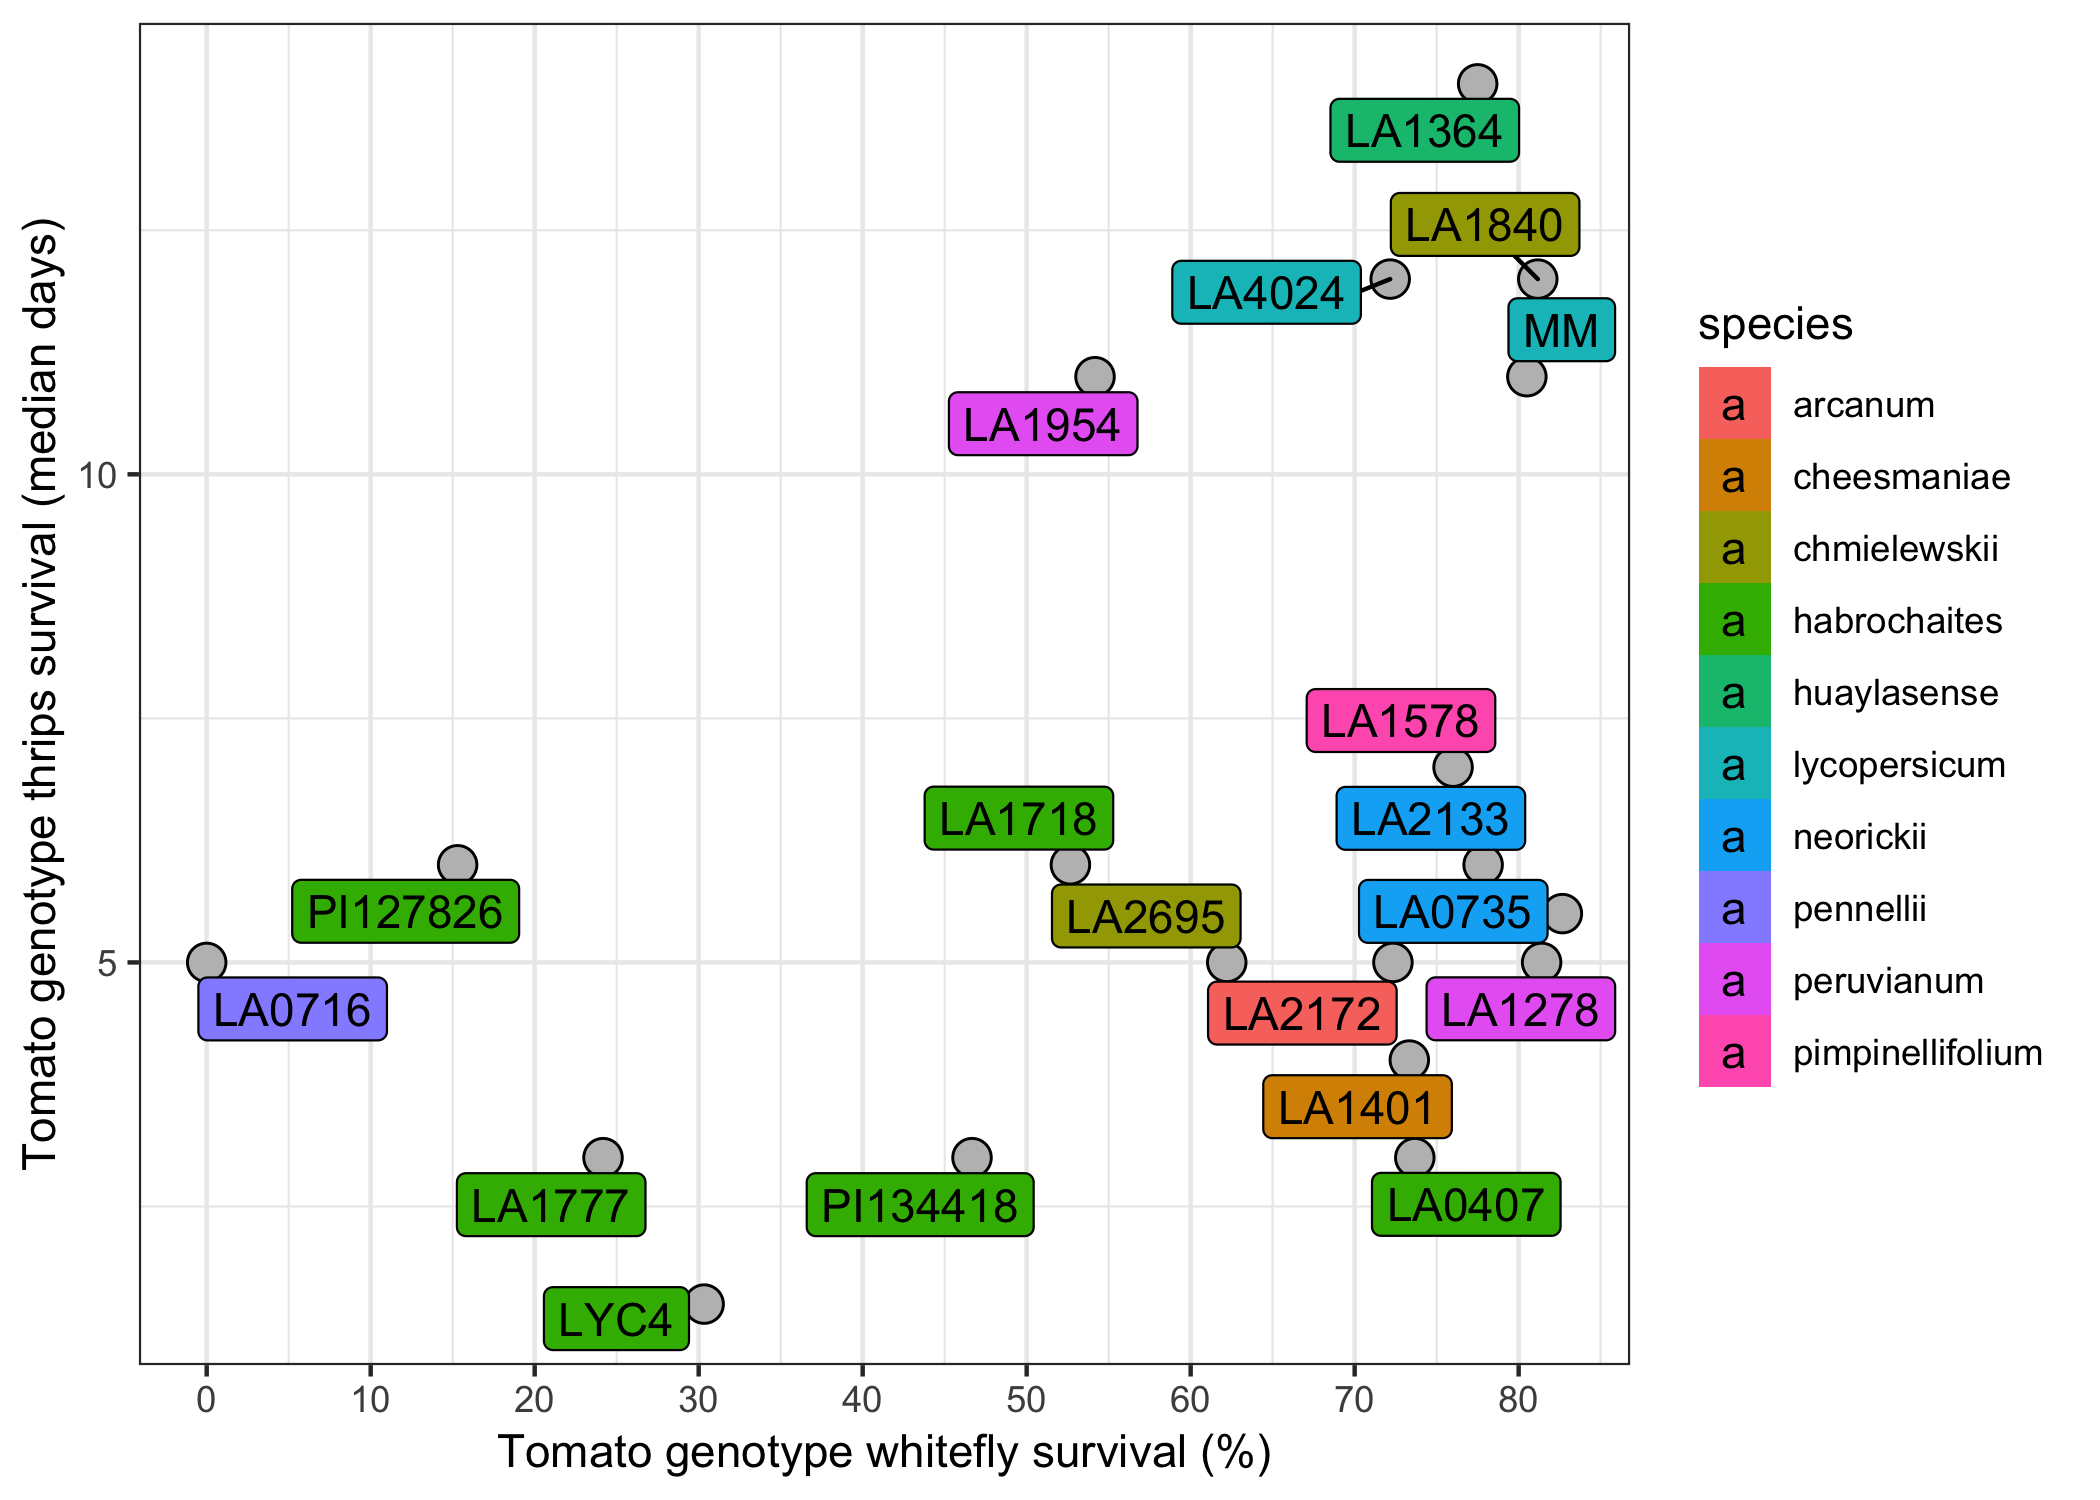 Tomato genotype thrips survival (median days)
10
5
LA1364
LA1840
LA4024
MM
LA1954
LA1578
LA1718
LA2133
PI127826
LA2695
LA0735
LA0716
LA2172
LA1278
LA1401
LA1777
PI134418
LA0407
LYC4
0 10 20 30 40 50 60 70 80
Tomato genotype whitefly survival (%)
species
a arcanum
a cheesmaniae
a chmielewskii
a habrochaites
a huaylasense
a lycopersicum
a neorickii
a pennellii
a peruvianum
a pimpinellifolium